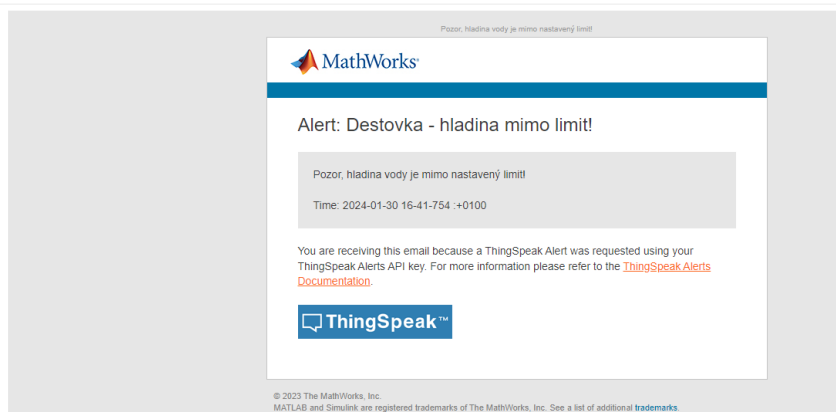 Pozor, hladina vody je mimo nastavený limit!
MathWorks®
Alert: Destovka - hladina mimo limit!
Pozor, hladina vody je mimo nastavený limit!
Time: 2024-01-30 16-41-754 :+0100
You are receiving this email because a ThingSpeak Alert was requested using your
ThingSpeak Alerts API key. For more information please refer to the ThingSpeak Alerts
Documentation.
ThingSpeak™
© 2023 The MathWorks, Inc.
MATLAB and Simulink are registered trademarks of The MathWorks, Inc. See a list of additional trademarks.